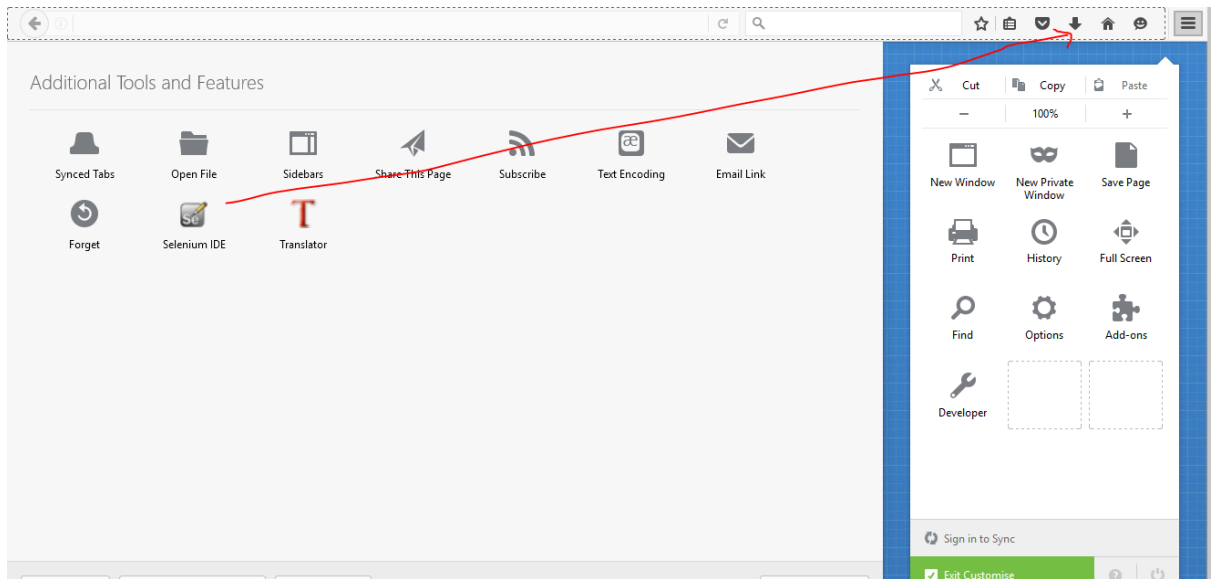 Additional Tools and Features
Synced Tabs
Open File
Sidebars
Share This Page
Subscribe
Text Encoding
Email Link
Forget
Selenium IDE
Translator
Cut
Copy
Paste
− 100% +
New Window
New Private
Window
Save Page
Print
History
Full Screen
Find
Options
Add-ons
Developer
Sign in to Sync
Exit Customise